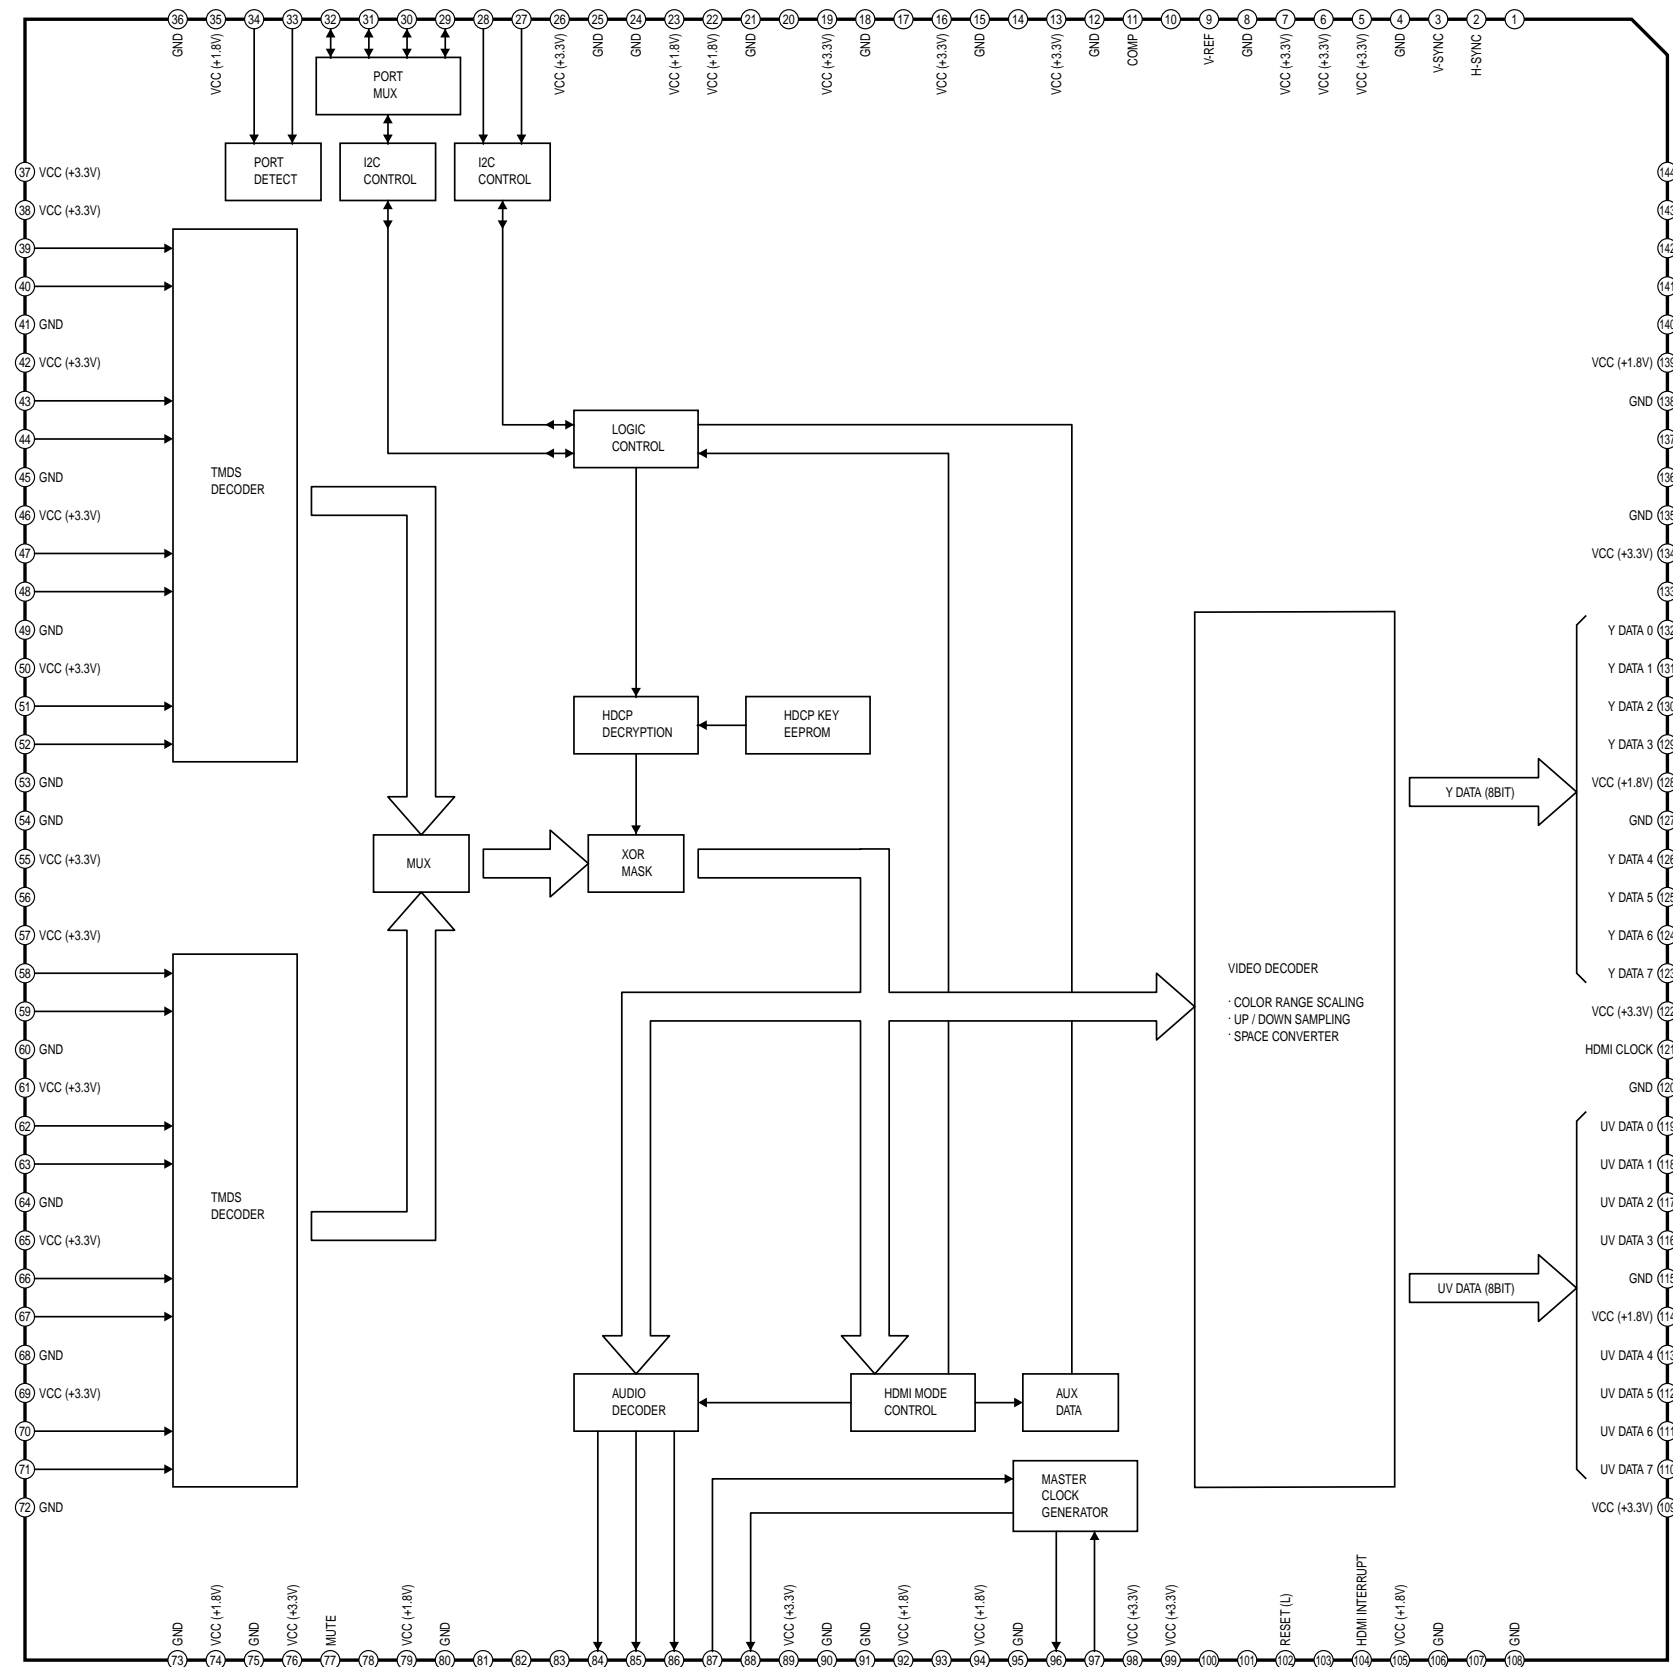 36 35 34 33 32 31 30 29 28 27 26 25 24 23 22 21 20 19 18 17 16 15 14 13 12 11 10 9 8 7 6 5 4 3 2 1
GND
VCC (+1.8V)
VCC (+3.3V)
GND
GND
VCC (+1.8V)
VCC (+1.8V)
GND
VCC (+3.3V)
GND
VCC (+3.3V)
GND
VCC (+3.3V)
GND
COMP
V-REF
GND
VCC (+3.3V)
VCC (+3.3V)
VCC (+3.3V)
GND
V-SYNC
H-SYNC
PORT
MUX
PORT
DETECT
I2C
CONTROL
I2C
CONTROL
37 VCC (+3.3V)
38 VCC (+3.3V)
39
40
41 GND
42 VCC (+3.3V)
43
44
45 GND
46 VCC (+3.3V)
47
48
49 GND
50 VCC (+3.3V)
51
52
53 GND
54 GND
55 VCC (+3.3V)
56
57 VCC (+3.3V)
58
59
60 GND
61 VCC (+3.3V)
62
63
64 GND
65 VCC (+3.3V)
66
67
68 GND
69 VCC (+3.3V)
70
71
72 GND
TMDS
DECODER
TMDS
DECODER
LOGIC
CONTROL
HDCP
DECRYPTION
HDCP KEY
EEPROM
MUX
XOR
MASK
VIDEO DECODER
· COLOR RANGE SCALING
· UP / DOWN SAMPLING
· SPACE CONVERTER
Y DATA (8BIT)
UV DATA (8BIT)
AUDIO
DECODER
HDMI MODE
CONTROL
AUX
DATA
MASTER
CLOCK
GENERATOR
144
143
142
141
140
VCC (+1.8V) 139
GND 138
137
136
GND 135
VCC (+3.3V) 134
133
Y DATA 0 132
Y DATA 1 131
Y DATA 2 130
Y DATA 3 129
VCC (+1.8V) 128
GND 127
Y DATA 4 126
Y DATA 5 125
Y DATA 6 124
Y DATA 7 123
VCC (+3.3V) 122
HDMI CLOCK 121
GND 120
UV DATA 0 119
UV DATA 1 118
UV DATA 2 117
UV DATA 3 116
GND 115
VCC (+1.8V) 114
UV DATA 4 113
UV DATA 5 112
UV DATA 6 111
UV DATA 7 110
VCC (+3.3V) 109
GND
VCC (+1.8V)
GND
VCC (+3.3V)
MUTE
VCC (+1.8V)
GND
VCC (+3.3V)
GND
GND
VCC (+1.8V)
VCC (+1.8V)
GND
VCC (+3.3V)
VCC (+3.3V)
RESET (L)
HDMI INTERRUPT
VCC (+1.8V)
GND
GND
73 74 75 76 77 78 79 80 81 82 83 84 85 86 87 88 89 90 91 92 93 94 95 96 97 98 99 100 101 102 103 104 105 106 107 108